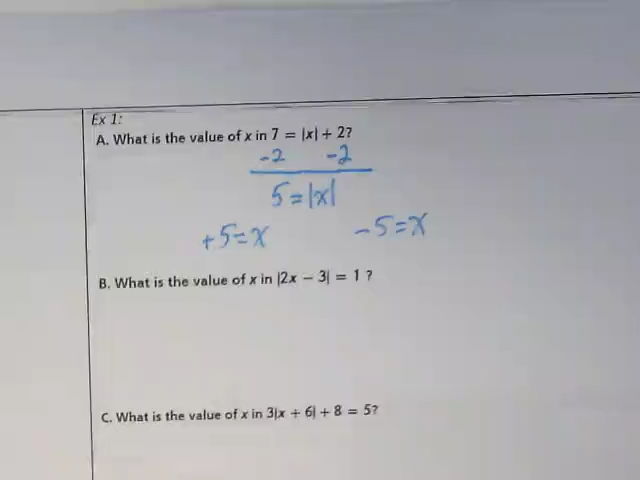 Ex 1:
A. What is the value of x in 7 = |x| + 2?
-2 -2
5=|x|
+5=x -5=x
B. What is the value of x in |2x − 3| = 1 ?
C. What is the value of x in 3|x + 6| + 8 = 5?